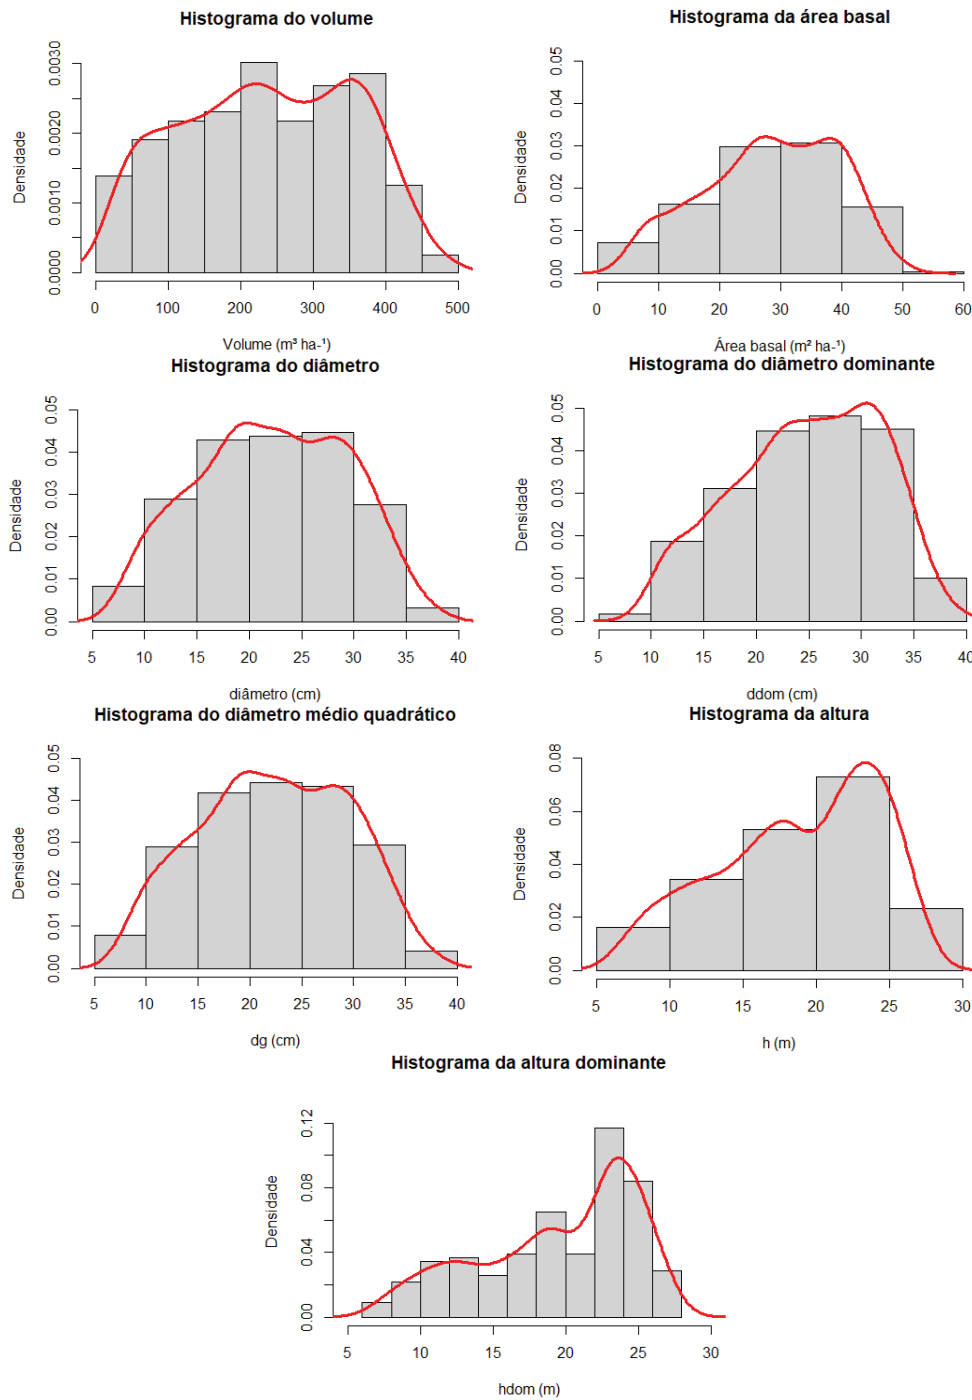 Histograma do volume
Densidade
0.0000 0.0010 0.0020 0.0030
0 100 200 300 400 500
Volume (m³ ha-¹)
Histograma da área basal
Densidade
0.00 0.01 0.02 0.03 0.04 0.05
0 10 20 30 40 50 60
Área basal (m² ha-¹)
Histograma do diâmetro
Densidade
0.00 0.01 0.02 0.03 0.04 0.05
5 10 15 20 25 30 35 40
diâmetro (cm)
Histograma do diâmetro dominante
Densidade
0.00 0.01 0.02 0.03 0.04 0.05
5 10 15 20 25 30 35 40
ddom (cm)
Histograma do diâmetro médio quadrático
Densidade
0.00 0.01 0.02 0.03 0.04 0.05
5 10 15 20 25 30 35 40
dg (cm)
Histograma da altura
Densidade
0.00 0.02 0.04 0.06 0.08
5 10 15 20 25 30
h (m)
Histograma da altura dominante
Densidade
0.00 0.04 0.08 0.12
5 10 15 20 25 30
hdom (m)